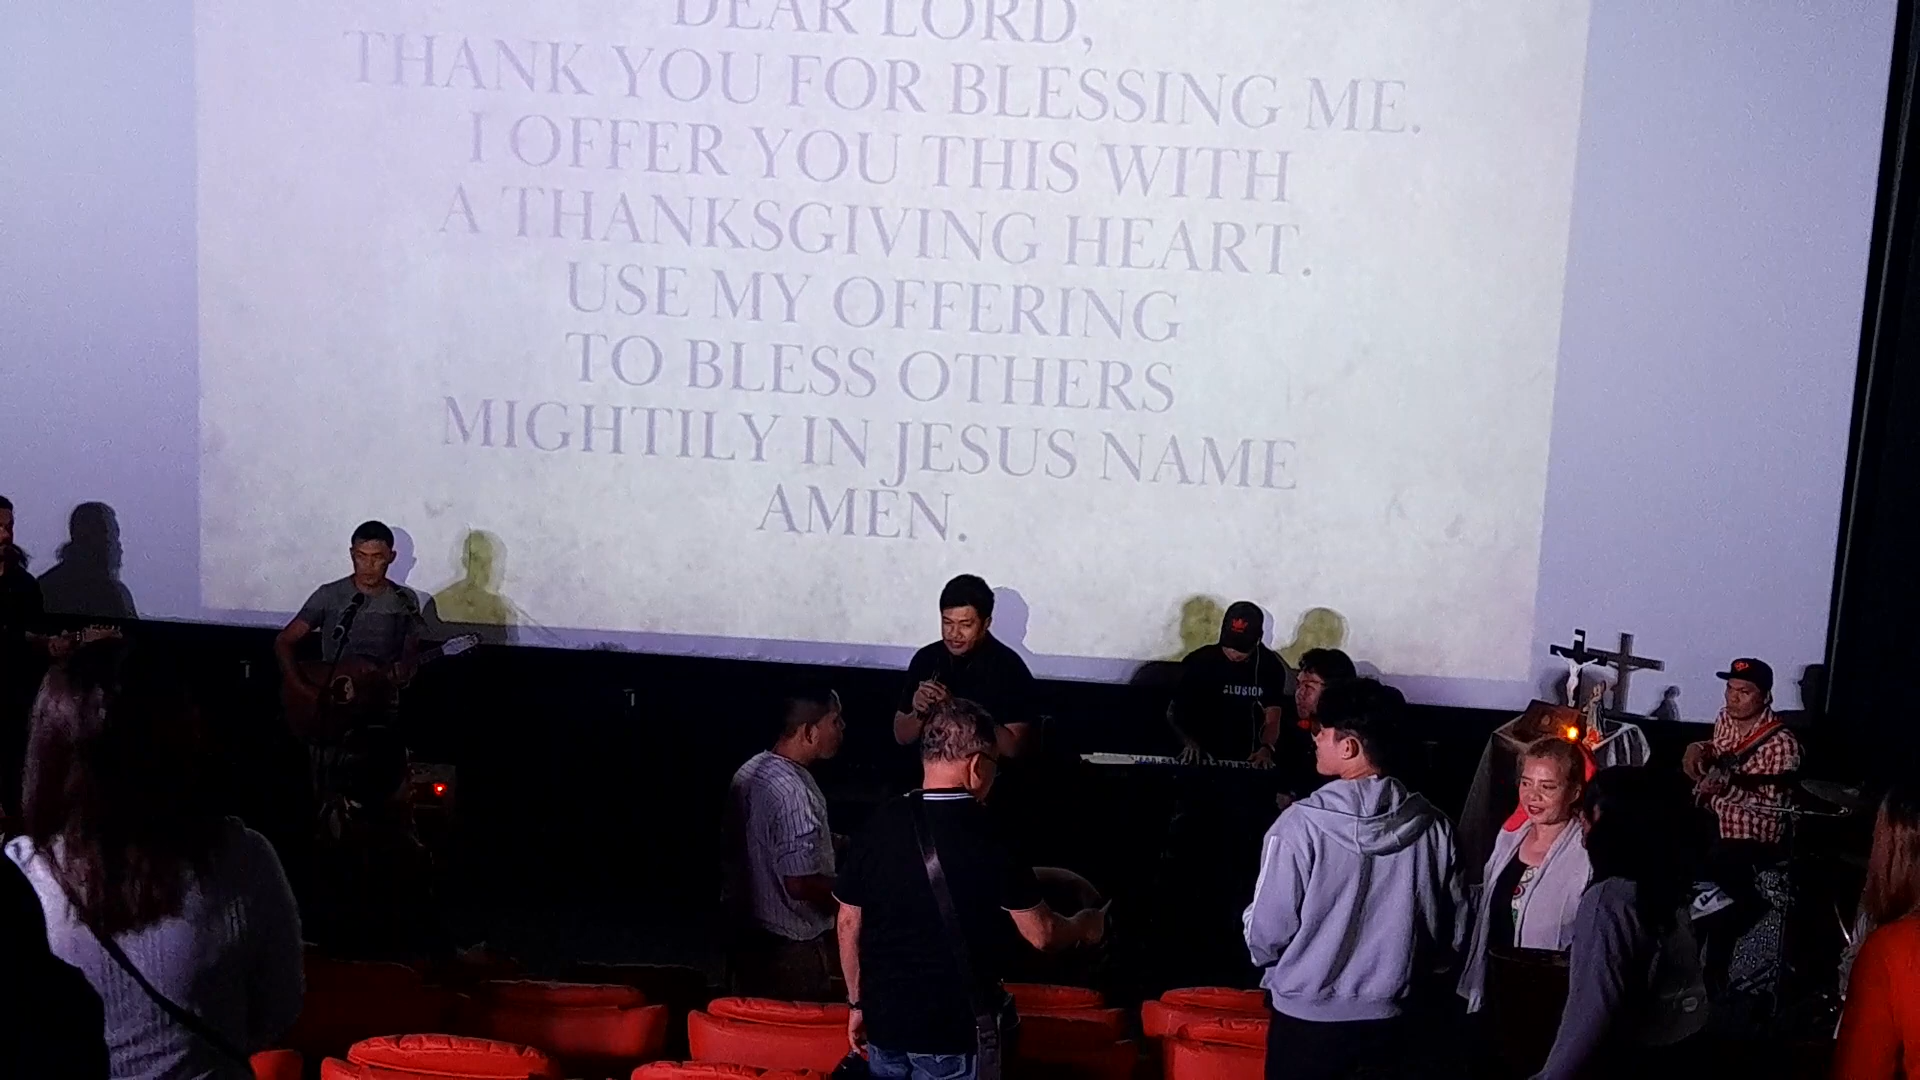 DEAR LORD,
THANK YOU FOR BLESSING ME.
I OFFER YOU THIS WITH
A THANKSGIVING HEART.
USE MY OFFERING
TO BLESS OTHERS
MIGHTILY IN JESUS NAME
AMEN.